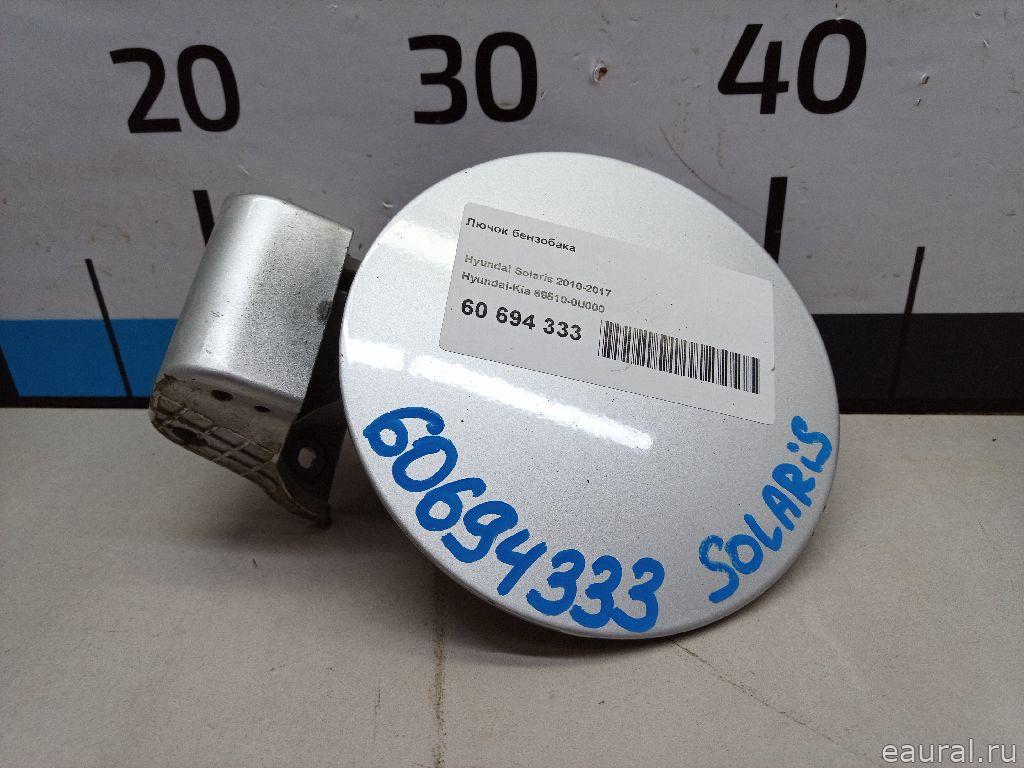 20 30 40
Лючок бензобака
Hyundai Solaris 2010-2017
Hyundai-Kia 69510-0U000
60 694 333
60694333
SOLARiS
eaural.ru